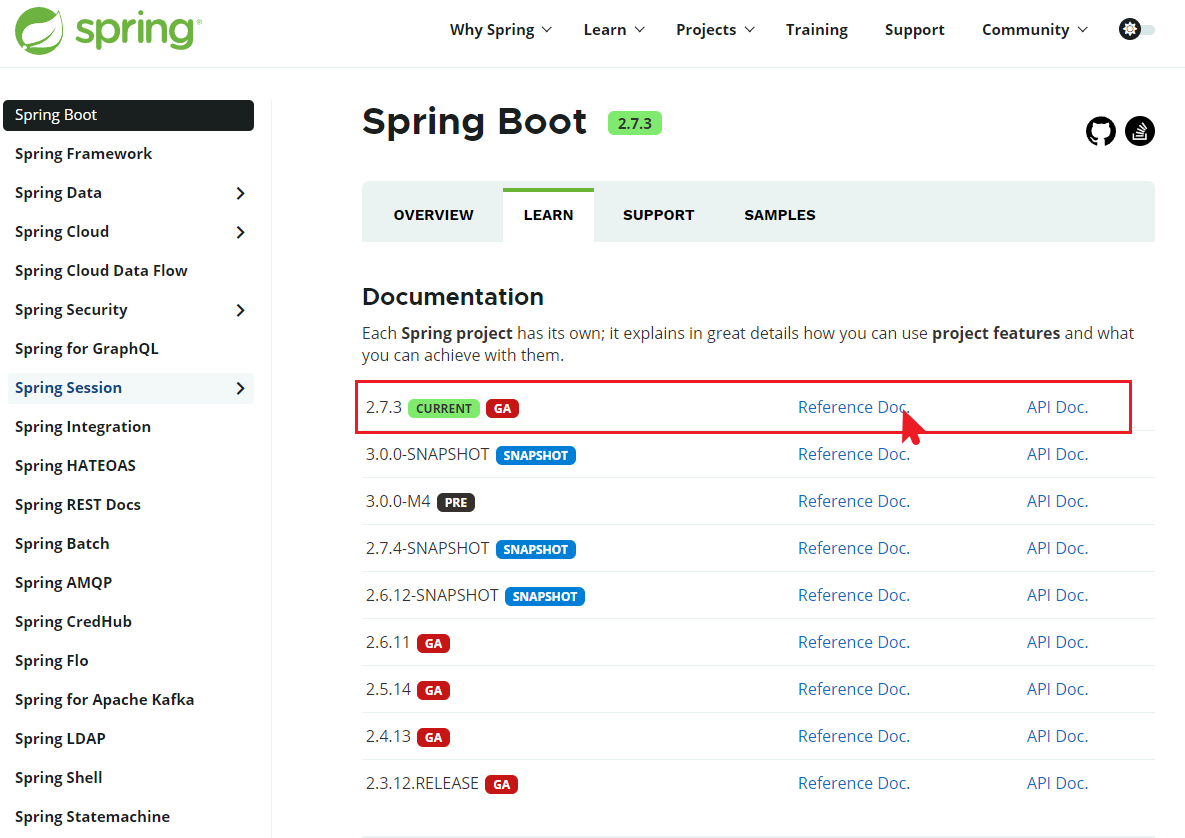 spring
Why Spring
Learn
Projects
Training
Support
Community
Spring Boot
Spring Framework
Spring Data
Spring Cloud
Spring Cloud Data Flow
Spring Security
Spring for GraphQL
Spring Session
Spring Integration
Spring HATEOAS
Spring REST Docs
Spring Batch
Spring AMQP
Spring CredHub
Spring Flo
Spring for Apache Kafka
Spring LDAP
Spring Shell
Spring Statemachine
Spring Boot 2.7.3
OVERVIEW LEARN SUPPORT SAMPLES
Documentation
Each Spring project has its own; it explains in great details how you can use project features and what
you can achieve with them.
2.7.3 CURRENT GA Reference Doc. API Doc.
3.0.0-SNAPSHOT SNAPSHOT Reference Doc. API Doc.
3.0.0-M4 PRE Reference Doc. API Doc.
2.7.4-SNAPSHOT SNAPSHOT Reference Doc. API Doc.
2.6.12-SNAPSHOT SNAPSHOT Reference Doc. API Doc.
2.6.11 GA Reference Doc. API Doc.
2.5.14 GA Reference Doc. API Doc.
2.4.13 GA Reference Doc. API Doc.
2.3.12.RELEASE GA Reference Doc. API Doc.